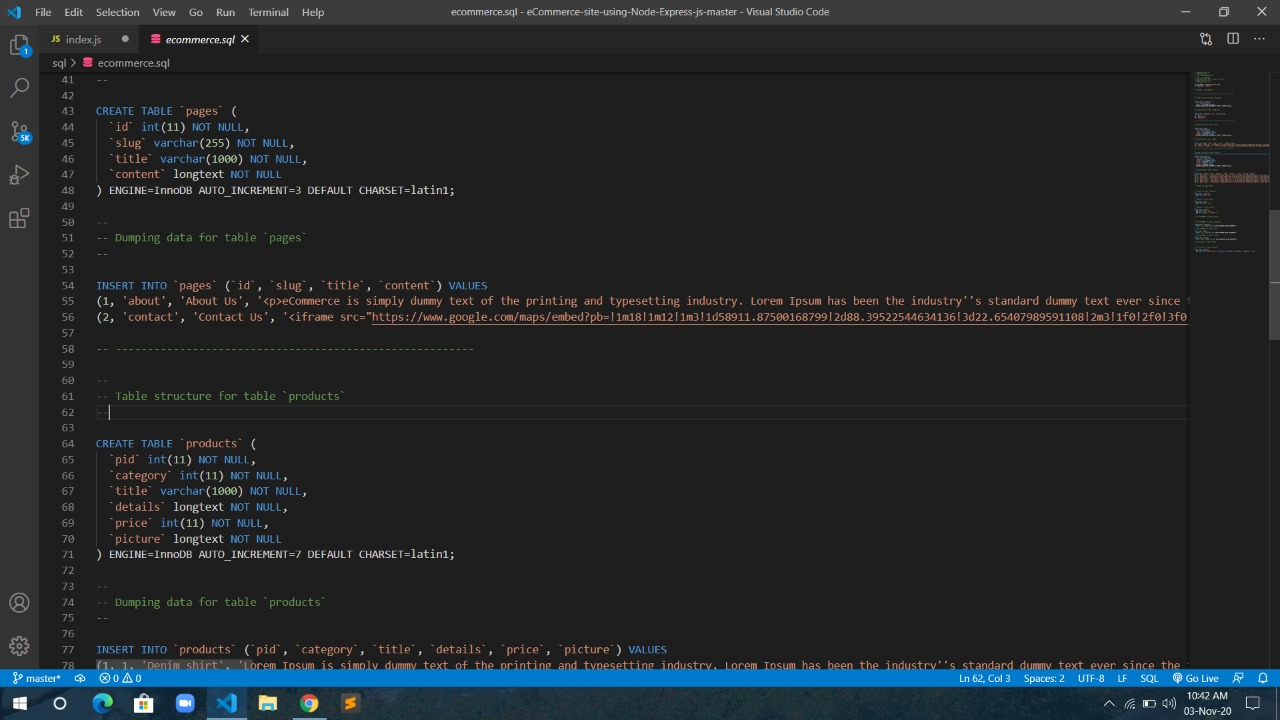 File Edit Selection View Go Run Terminal Help ecommerce.sql - eCommerce-site-using-Node-Express-js-master - Visual Studio Code
JS index.js ecommerce.sql
sql > ecommerce.sql
1
5K
41 --
42
43 CREATE TABLE `pages` (
44 `id` int(11) NOT NULL,
45 `slug` varchar(255) NOT NULL,
46 `title` varchar(1000) NOT NULL,
47 `content` longtext NOT NULL
48 ) ENGINE=InnoDB AUTO_INCREMENT=3 DEFAULT CHARSET=latin1;
49
50 --
51 -- Dumping data for table `pages`
52 --
53
54 INSERT INTO `pages` (`id`, `slug`, `title`, `content`) VALUES
55 (1, 'about', 'About Us', '<p>eCommerce is simply dummy text of the printing and typesetting industry. Lorem Ipsum has been the industry''s standard dummy text ever since
56 (2, 'contact', 'Contact Us', '<iframe src="https://www.google.com/maps/embed?pb=!1m18!1m12!1m3!1d58911.87500168799!2d88.39522544634136!3d22.65407989591108!2m3!1f0!2f0!3f0
57
58 -- --------------------------------------------------------
59
60 --
61 -- Table structure for table `products`
62 --
63
64 CREATE TABLE `products` (
65 `pid` int(11) NOT NULL,
66 `category` int(11) NOT NULL,
67 `title` varchar(1000) NOT NULL,
68 `details` longtext NOT NULL,
69 `price` int(11) NOT NULL,
70 `picture` longtext NOT NULL
71 ) ENGINE=InnoDB AUTO_INCREMENT=7 DEFAULT CHARSET=latin1;
72
73 --
74 -- Dumping data for table `products`
75 --
76
77 INSERT INTO `products` (`pid`, `category`, `title`, `details`, `price`, `picture`) VALUES
78 (1, 1, 'Denim shirt', 'Lorem Ipsum is simply dummy text of the printing and typesetting industry. Lorem Ipsum has been the industry''s standard dummy text ever since the
master* 0 0 Ln 62, Col 3 Spaces: 2 UTF-8 LF SQL Go Live
10:42 AM
03-Nov-20